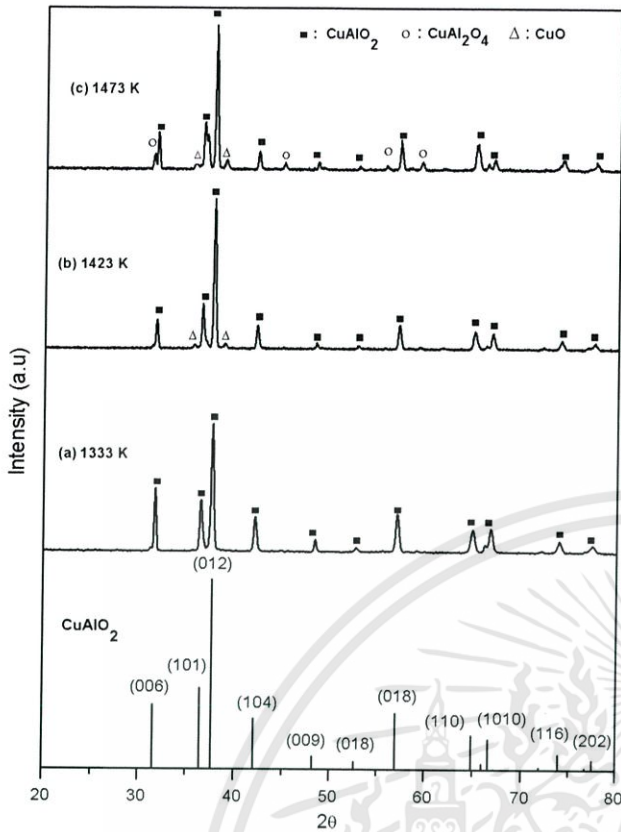 ■ : CuAlO2 ○ : CuAl2O4 Δ : CuO
(c) 1473 K
(b) 1423 K
(a) 1333 K
CuAlO2
(006)
(101)
(012)
(104)
(009)
(018)
(018)
(110)
(1010)
(116)
(202)
Intensity (a.u)
20 30 40 50 60 70 80
2θ